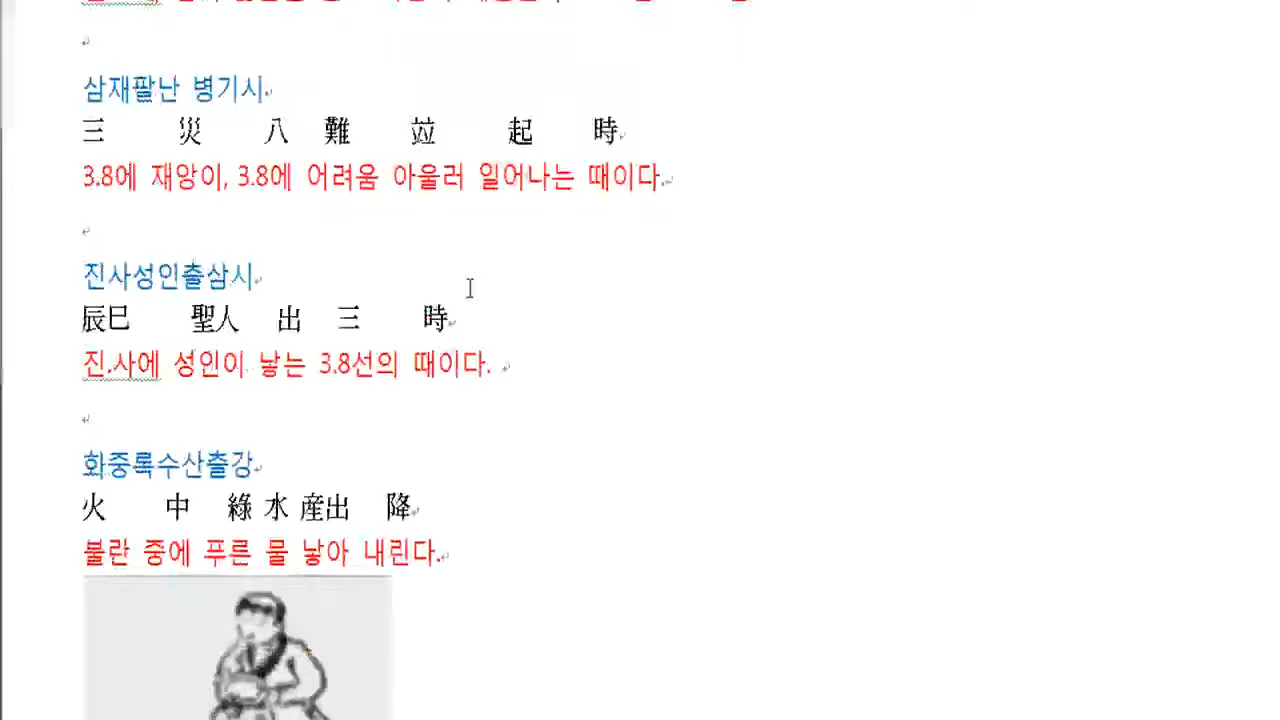 삼재팔난 병기시
三 災 八 難 竝 起 時
3.8에 재앙이, 3.8에 어려움 아울러 일어나는 때이다.
진사성인출삼시
辰巳 聖人 出 三 時
진.사에 성인이 낳는 3.8선의 때이다.
화중록수산출강
火 中 綠 水 産出 降
불란 중에 푸른 물 낳아 내린다.